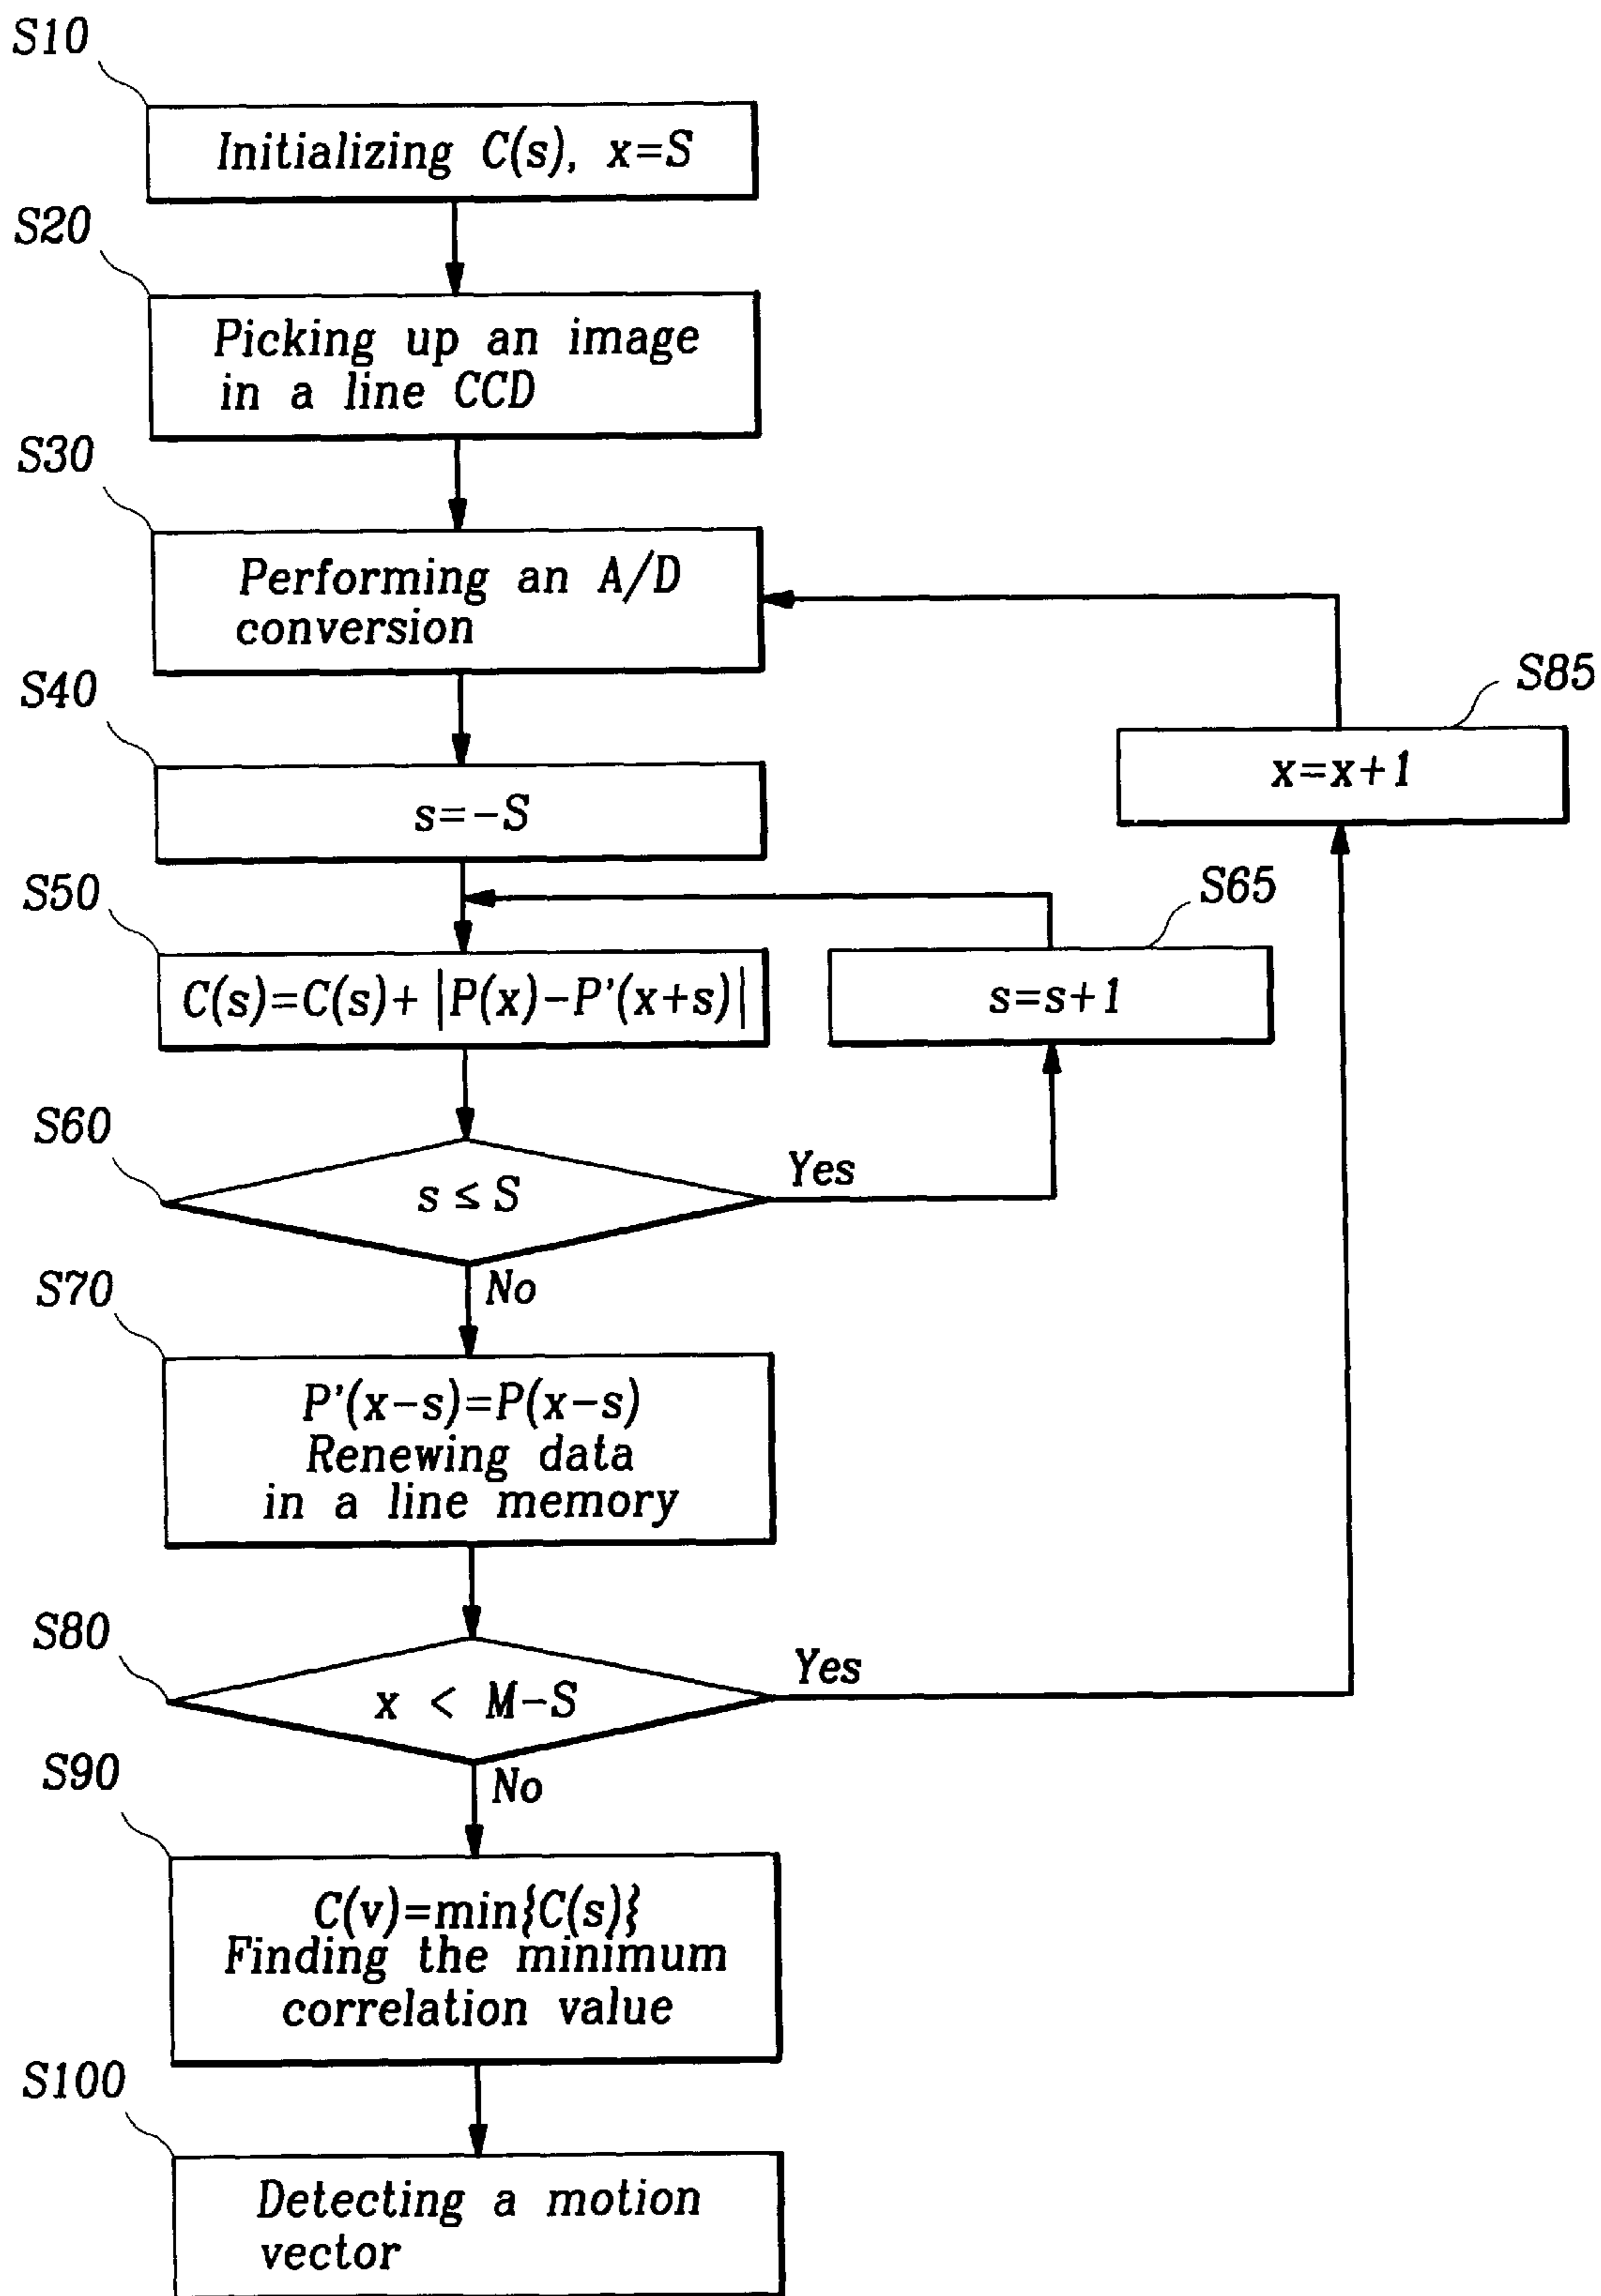 S10
Initializing C(s), x=S
S20
Picking up an image
in a line CCD
S30
Performing an A/D
conversion
S40
s=-S
S85
x=x+1
S50
C(s)=C(s)+ |P(x)-P'(x+s)|
S65
s=s+1
S60
s ≤ S
Yes
No
S70
P'(x-s)=P(x-s)
Renewing data
in a line memory
S80
x < M-S
Yes
No
S90
C(v)=min{C(s)}
Finding the minimum
correlation value
S100
Detecting a motion
vector